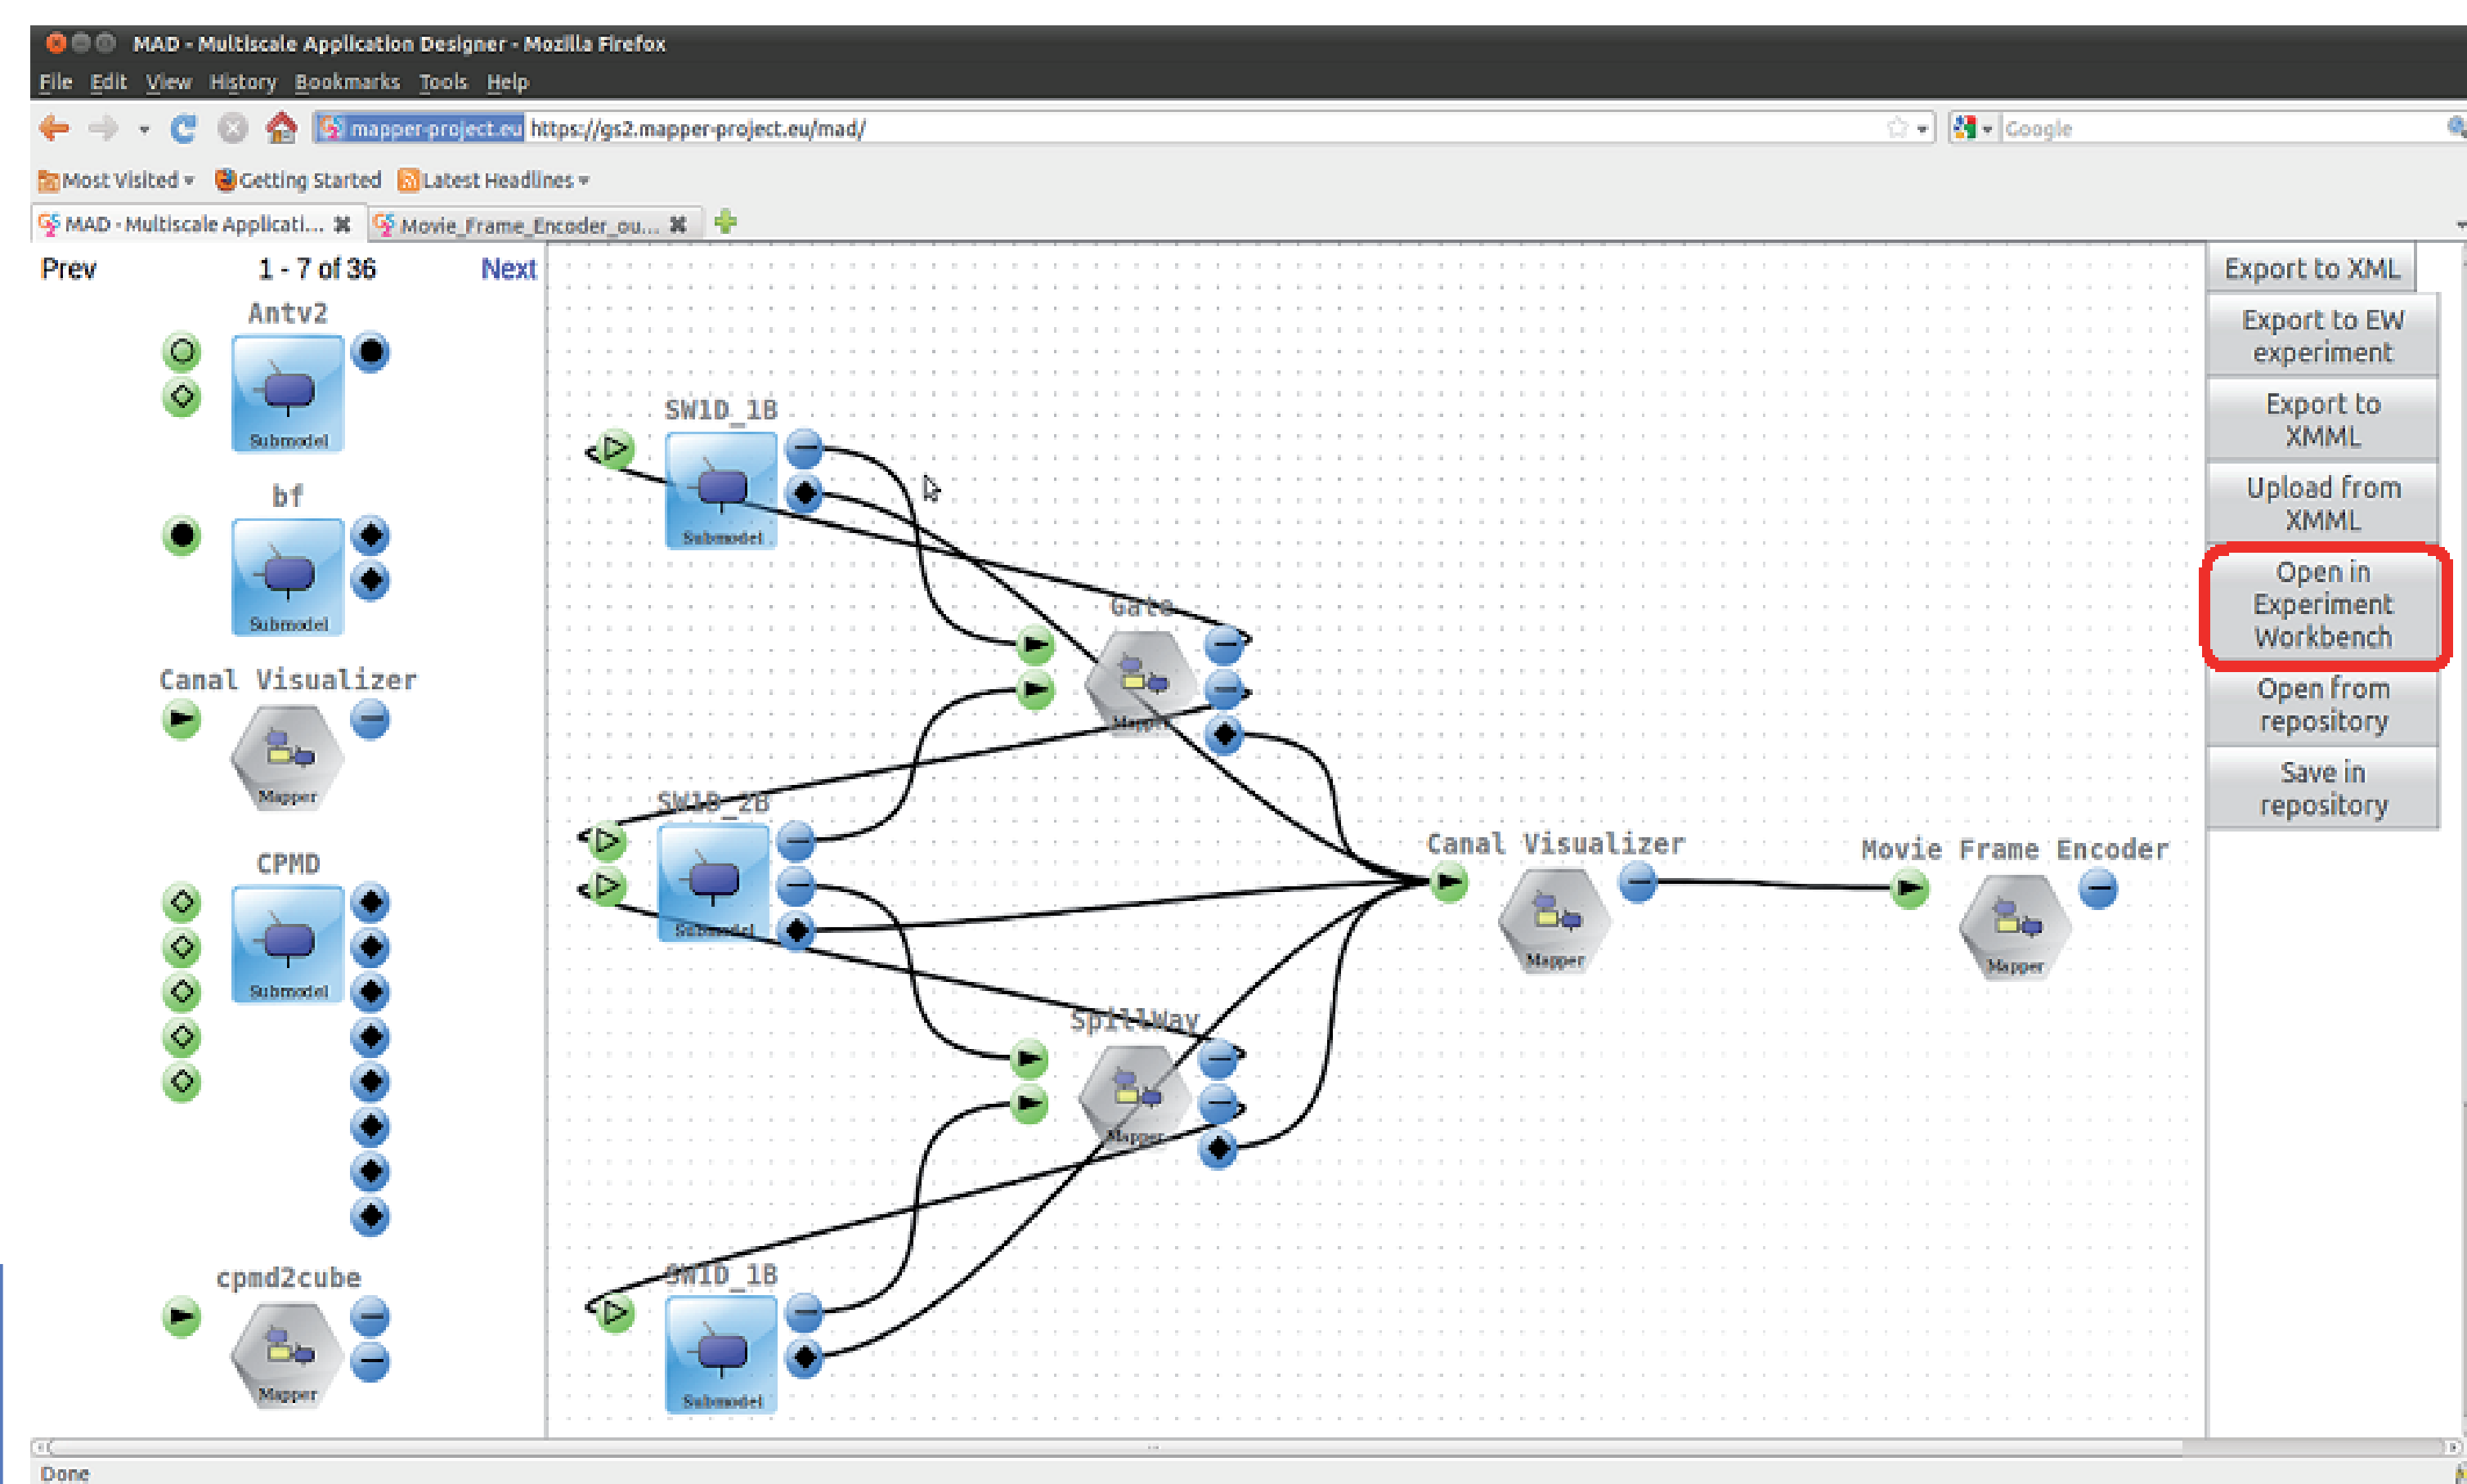 MAD - Multiscale Application Designer - Mozilla Firefox
File Edit View History Bookmarks Tools Help
mapper-project.eu https://gs2.mapper-project.eu/mad/
Google
Most Visited Getting Started Latest Headlines
MAD - Multiscale Applicati... Movie_Frame_Encoder_ou...
Prev 1 - 7 of 36 Next
Antv2
Submodel
bf
Submodel
Canal Visualizer
Mapper
CPMD
Submodel
cpmd2cube
Mapper
SW1D_1B
Submodel
Gate
Mapper
SW1D_2B
Submodel
SpillWay
Mapper
SW1D_1B
Submodel
Canal Visualizer
Mapper
Movie Frame Encoder
Mapper
Export to XML
Export to EW
experiment
Export to
XMML
Upload from
XMML
Open in
Experiment
Workbench
Open from
repository
Save in
repository
Done